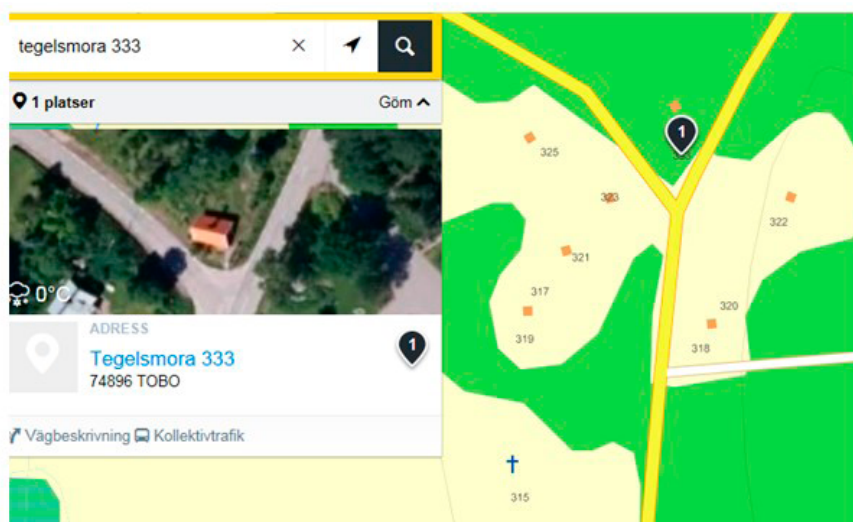 tegelsmora 333
1 platser
Göm
0°C
ADRESS
Tegelsmora 333
74896 TOBO
1
Vägbeskrivning Kollektivtrafik
1
325
323
322
321
317
320
319
318
315